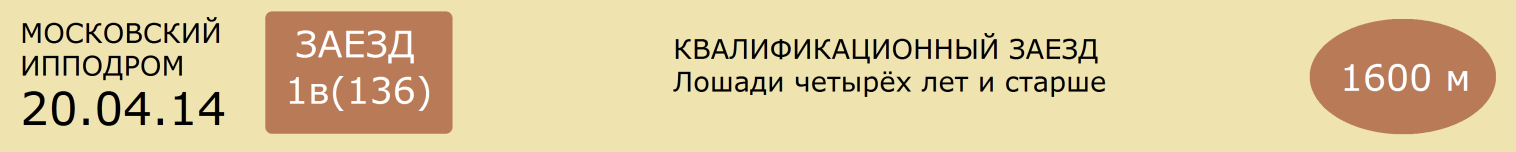 МОСКОВСКИЙ
ИППОДРОМ
20.04.14
ЗАЕЗД
1в(136)
КВАЛИФИКАЦИОННЫЙ ЗАЕЗД
Лошади четырёх лет и старше
1600 м